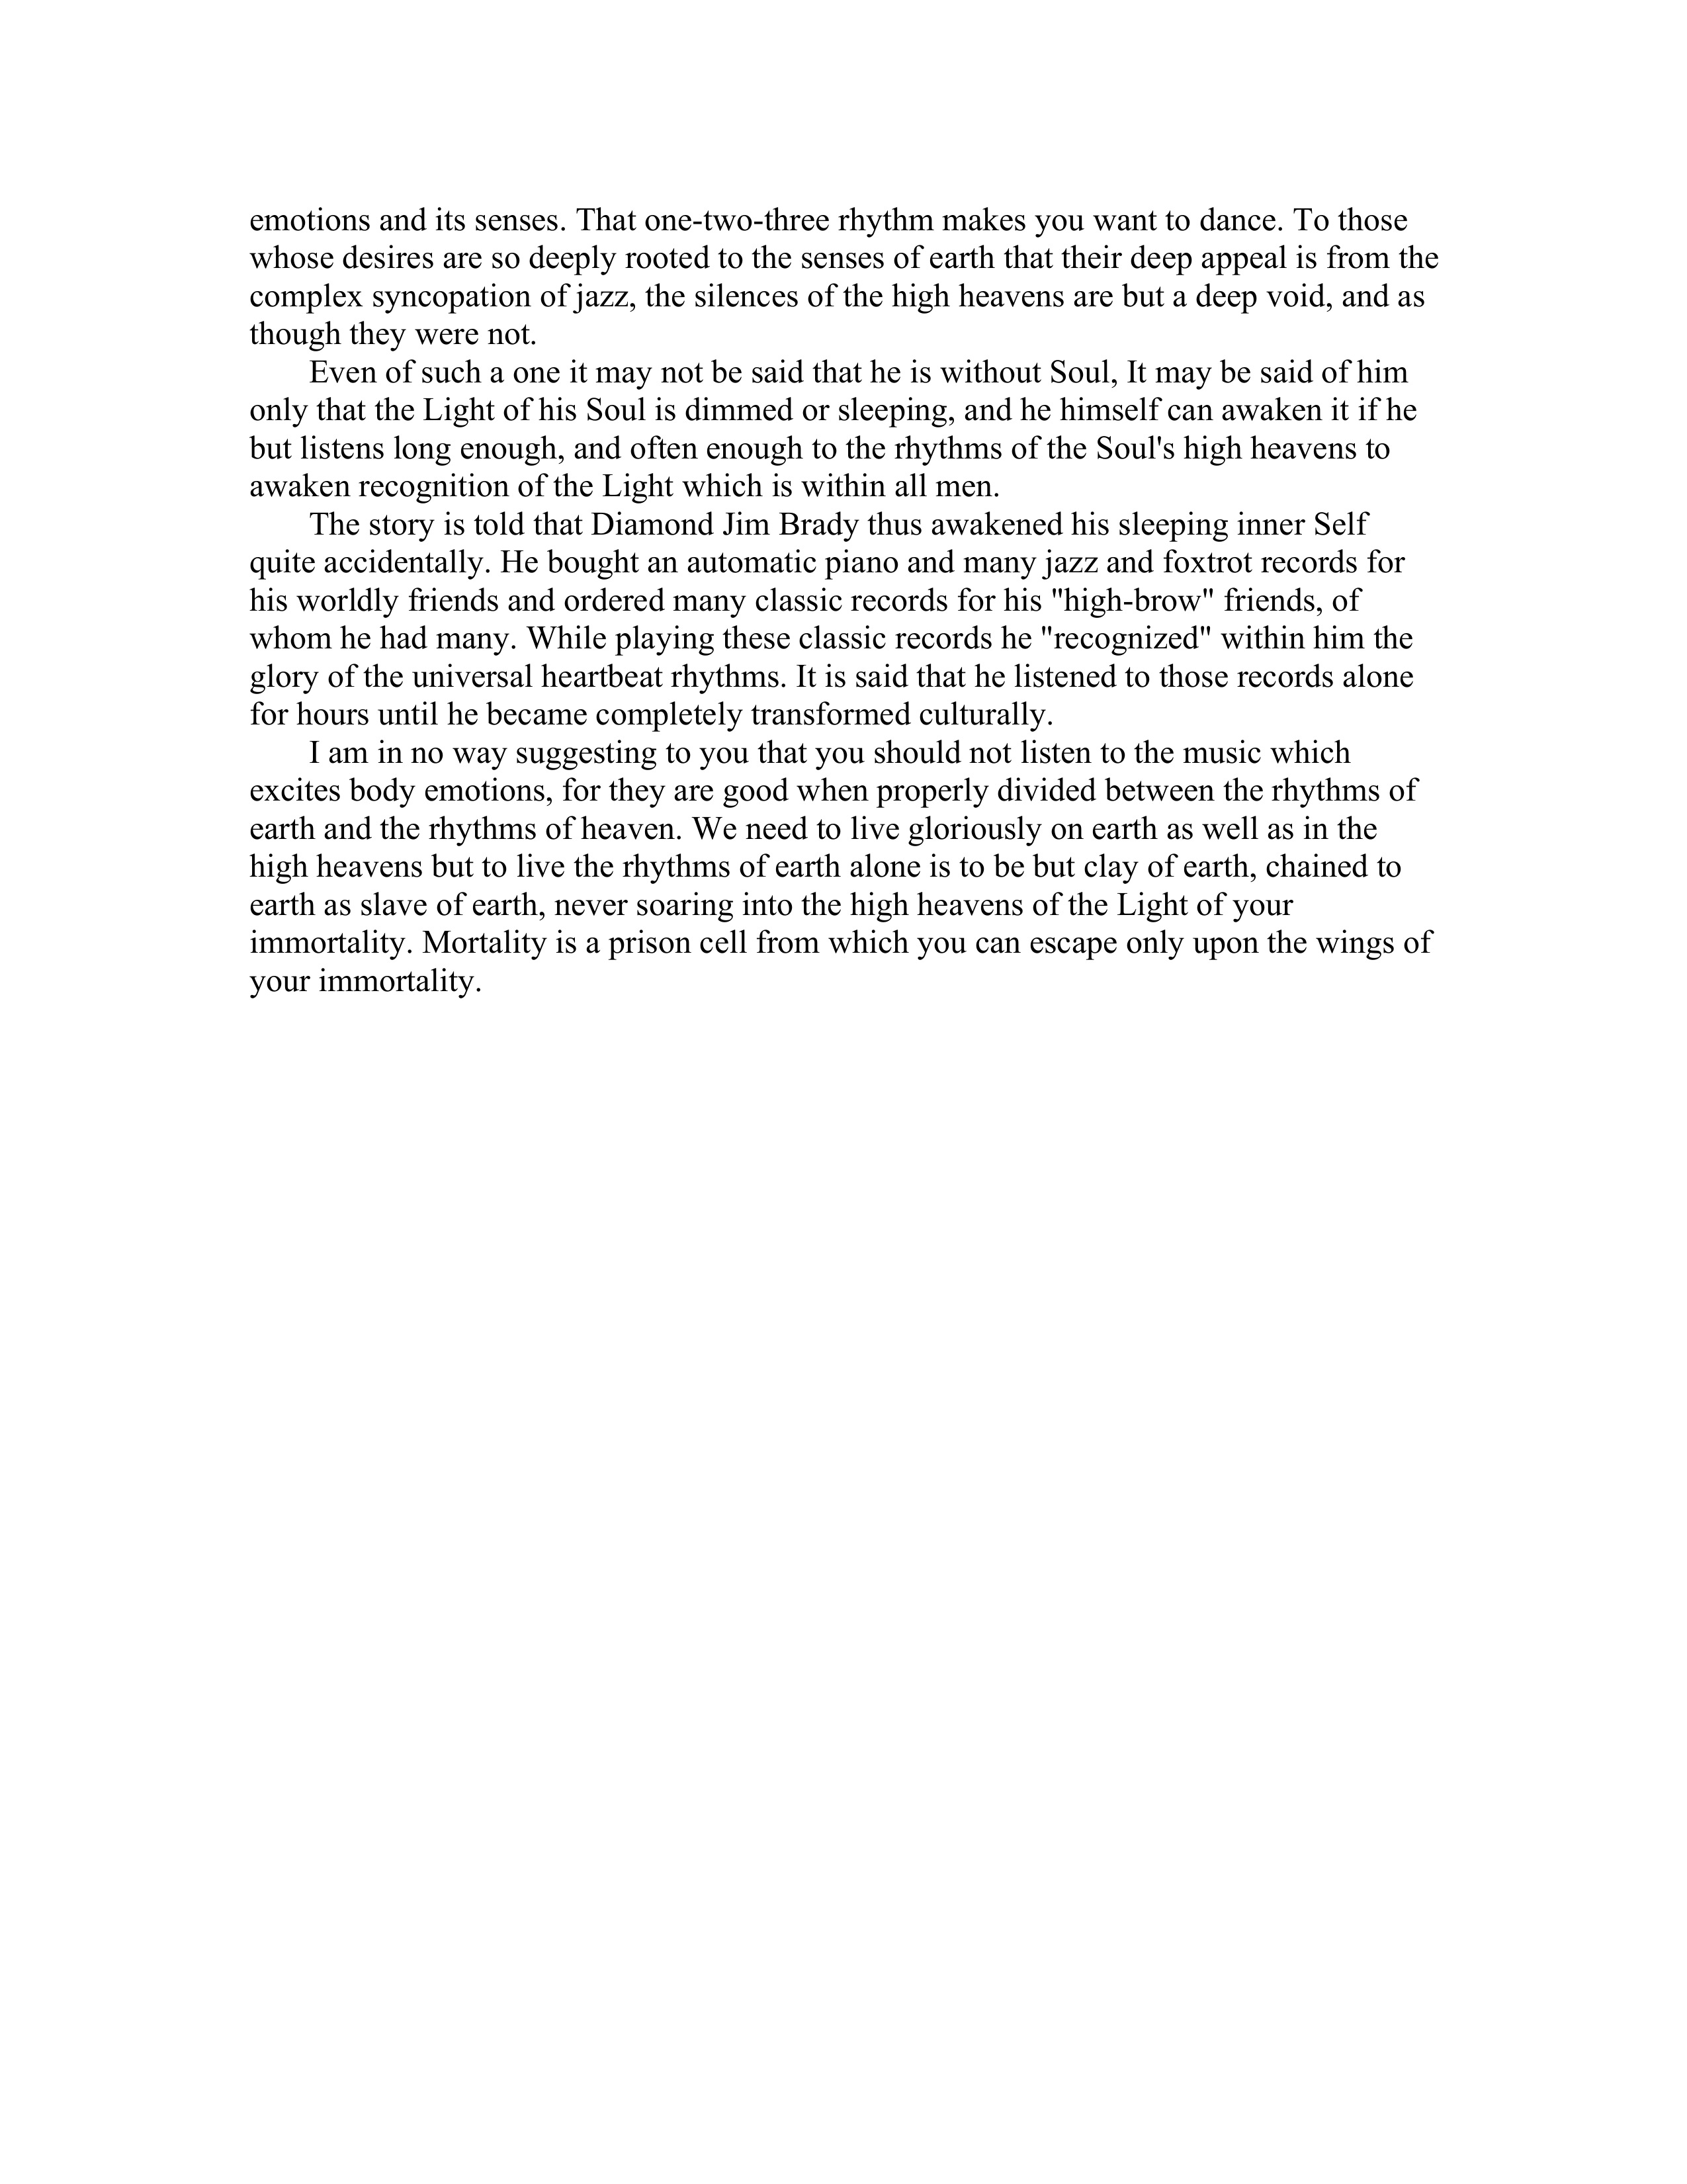 emotions and its senses. That one-two-three rhythm makes you want to dance. To those
whose desires are so deeply rooted to the senses of earth that their deep appeal is from the
complex syncopation of jazz, the silences of the high heavens are but a deep void, and as
though they were not.
Even of such a one it may not be said that he is without Soul, It may be said of him
only that the Light of his Soul is dimmed or sleeping, and he himself can awaken it if he
but listens long enough, and often enough to the rhythms of the Soul's high heavens to
awaken recognition of the Light which is within all men.
The story is told that Diamond Jim Brady thus awakened his sleeping inner Self
quite accidentally. He bought an automatic piano and many jazz and foxtrot records for
his worldly friends and ordered many classic records for his "high-brow" friends, of
whom he had many. While playing these classic records he "recognized" within him the
glory of the universal heartbeat rhythms. It is said that he listened to those records alone
for hours until he became completely transformed culturally.
I am in no way suggesting to you that you should not listen to the music which
excites body emotions, for they are good when properly divided between the rhythms of
earth and the rhythms of heaven. We need to live gloriously on earth as well as in the
high heavens but to live the rhythms of earth alone is to be but clay of earth, chained to
earth as slave of earth, never soaring into the high heavens of the Light of your
immortality. Mortality is a prison cell from which you can escape only upon the wings of
your immortality.